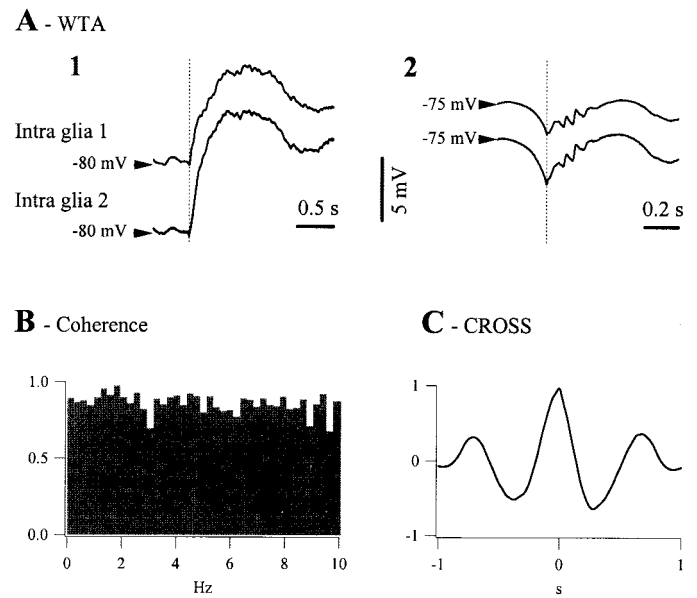 A - WTA
1
Intra glia 1
-80 mV
Intra glia 2
-80 mV
0.5 s
2
-75 mV
-75 mV
5 mV
0.2 s
B - Coherence
1.0
0.5
0.0
0 2 4 6 8 10
Hz
C - CROSS
1
0
-1
-1 0 1
s